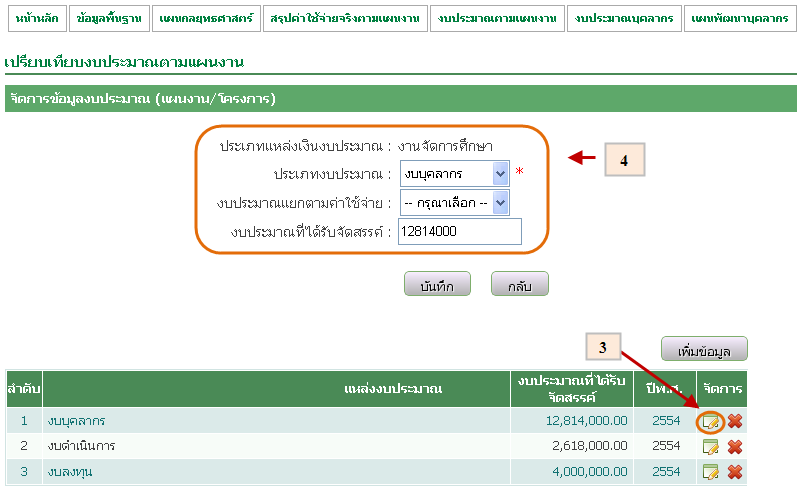 หน้าหลัก ข้อมูลพื้นฐาน แผนกลยุทธศาสตร์ สรุปค่าใช้จ่ายจริงตามแผนงาน งบประมาณตามแผนงาน งบประมาณบุคลากร แผนพัฒนาบุคลากร
เปรียบเทียบงบประมาณตามแผนงาน
จัดการข้อมูลงบประมาณ (แผนงาน/โครงการ)
ประเภทแหล่งเงินงบประมาณ : งานจัดการศึกษา
4
ประเภทงบประมาณ : งบบุคลากร *
งบประมาณแยกตามค่าใช้จ่าย : -- กรุณาเลือก --
งบประมาณที่ได้รับจัดสรรค์ : 12814000
บันทึก กลับ
3
เพิ่มข้อมูล
ลำดับ แหล่งงบประมาณ งบประมาณที่ได้รับจัดสรรค์ ปีพ.ศ. จัดการ
1 งบบุคลากร 12,814,000.00 2554
2 งบดำเนินการ 2,618,000.00 2554
3 งบลงทุน 4,000,000.00 2554